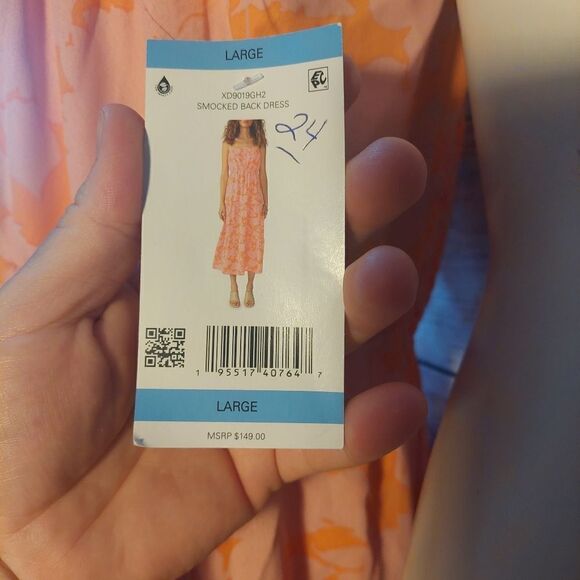 LARGE
XD9019GH2
SMOCKED BACK DRESS
24
1 95517 40764 7
LARGE
MSRP $149.00